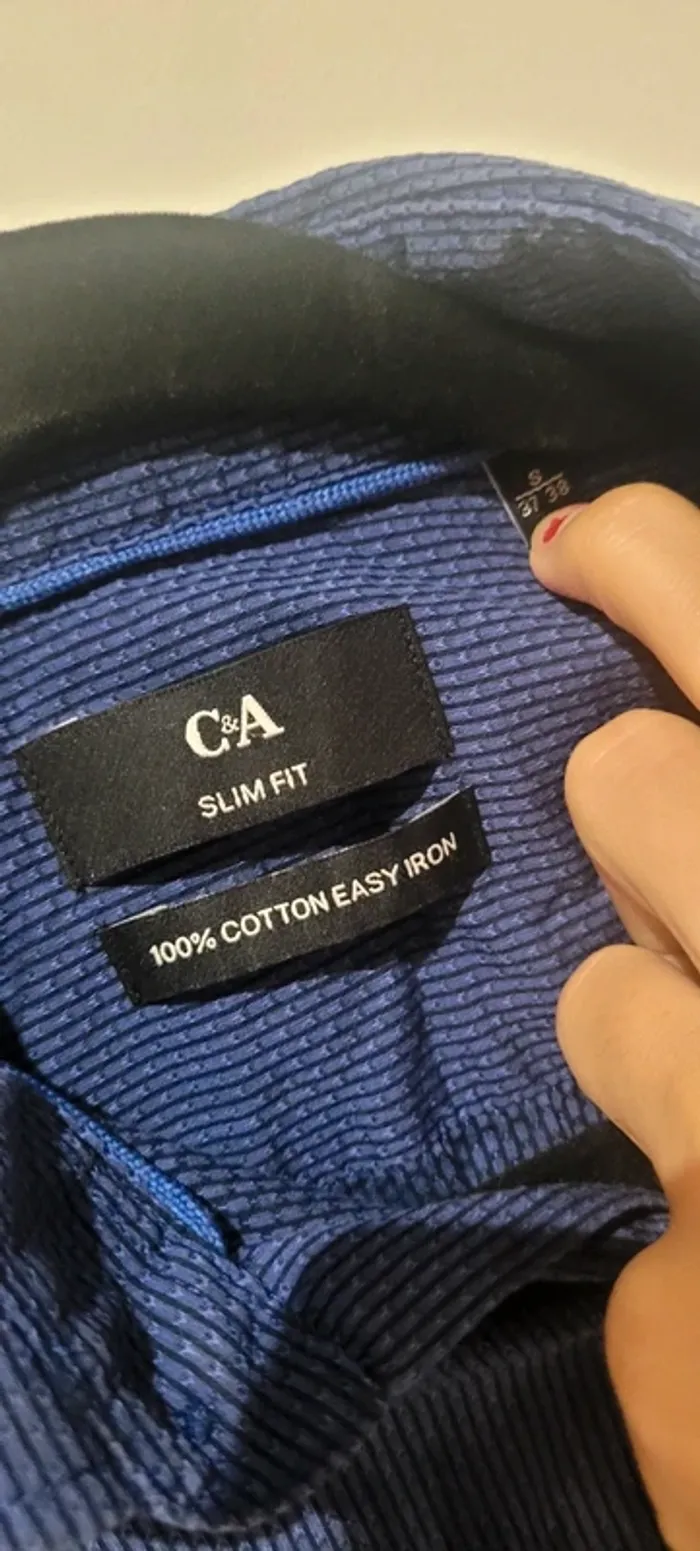 S
37 38
C&A
SLIM FIT
100% COTTON EASY IRON